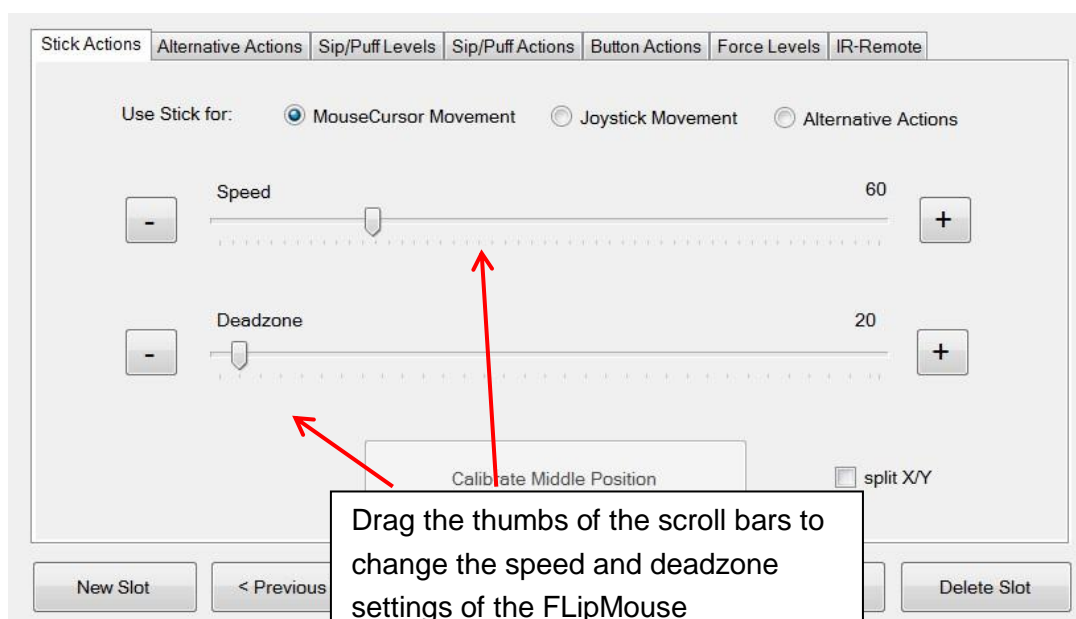 Stick Actions Alternative Actions Sip/Puff Levels Sip/Puff Actions Button Actions Force Levels IR-Remote
Use Stick for: MouseCursor Movement Joystick Movement Alternative Actions
Speed 60
- +
Deadzone 20
- +
Calibrate Middle Position split X/Y
Drag the thumbs of the scroll bars to
change the speed and deadzone
settings of the FLipMouse
New Slot < Previous Delete Slot